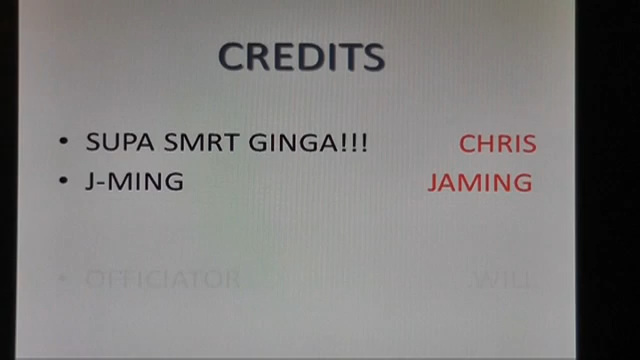 CREDITS
• SUPA SMRT GINGA!!! CHRIS
• J-MING JAMING
• OFFICIATOR WILL